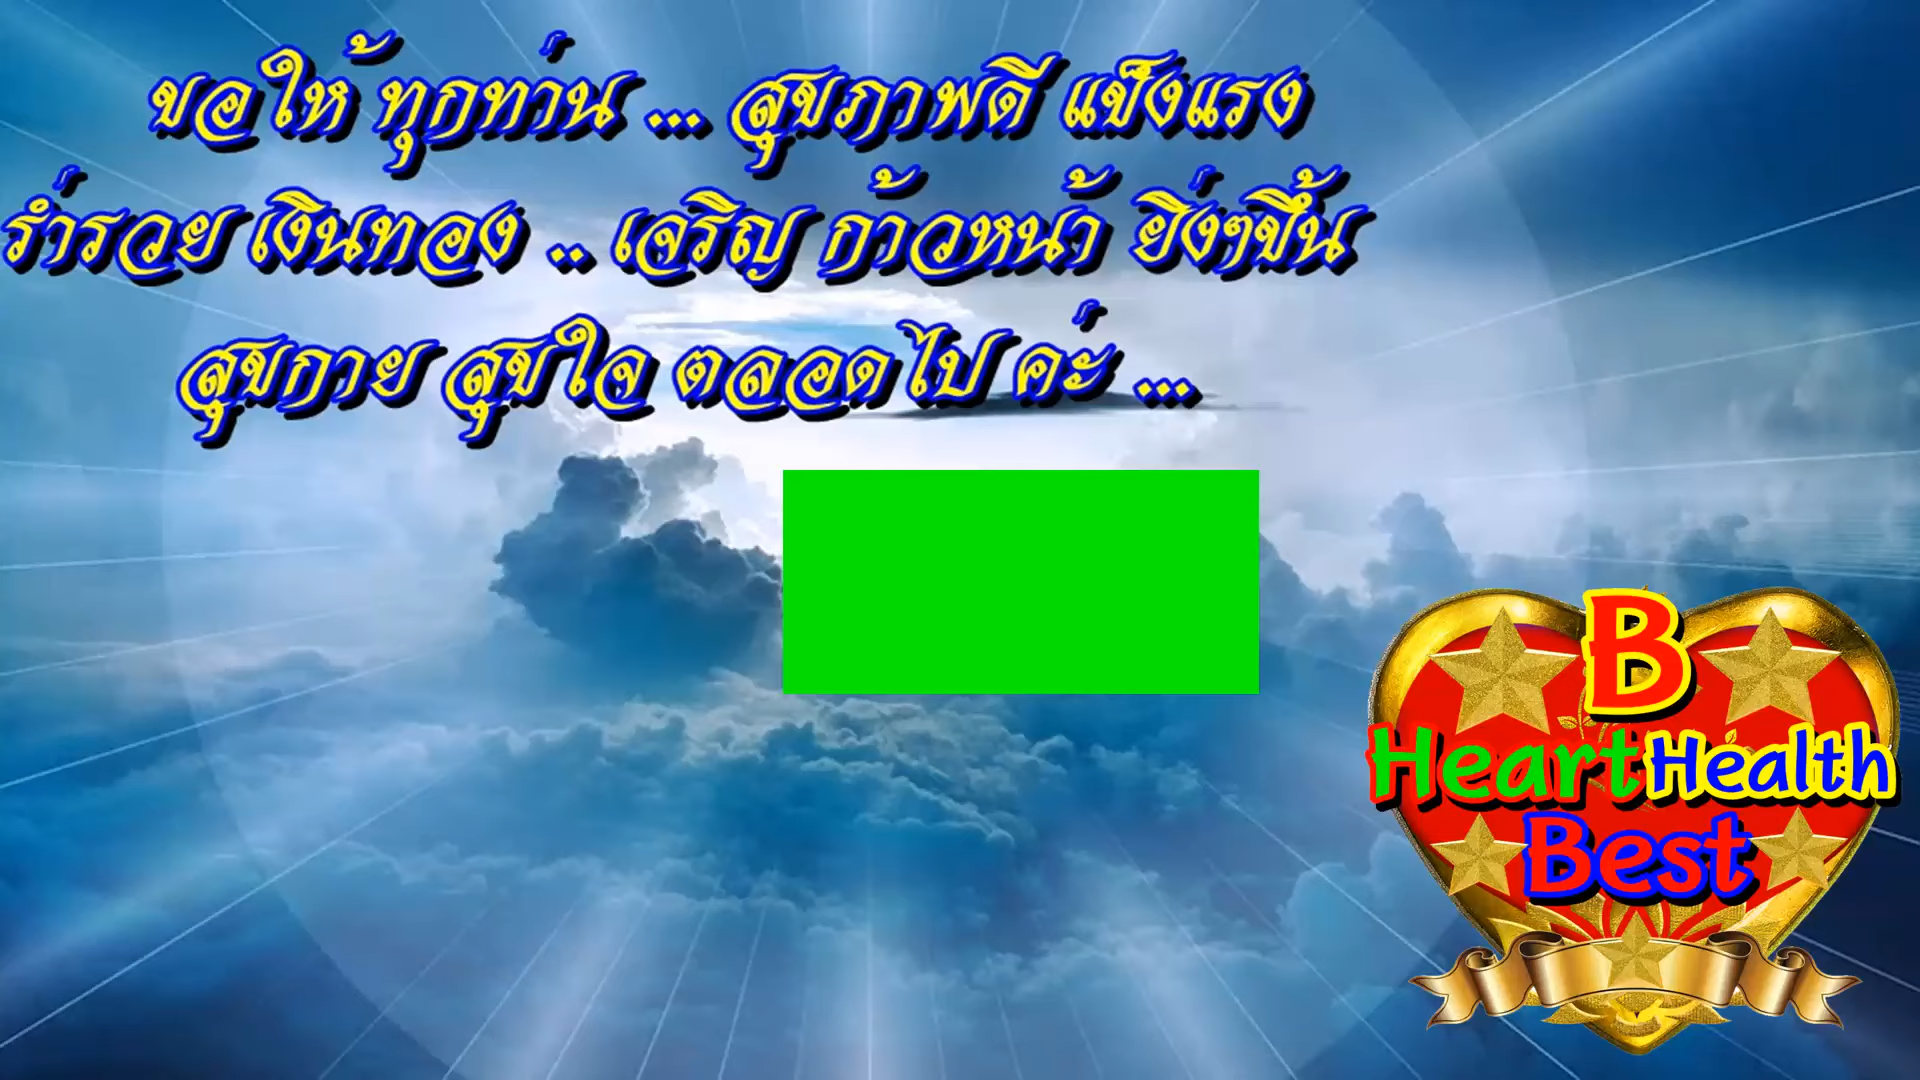 ขอให้ ทุกท่าน ... สุขภาพดี แข็งแรง
ร่ำรวย เงินทอง .. เจริญ ก้าวหน้า ยิ่งๆขึ้น
สุขกาย สุขใจ ตลอดไป ค่ะ ...
B
Heart Health
Best